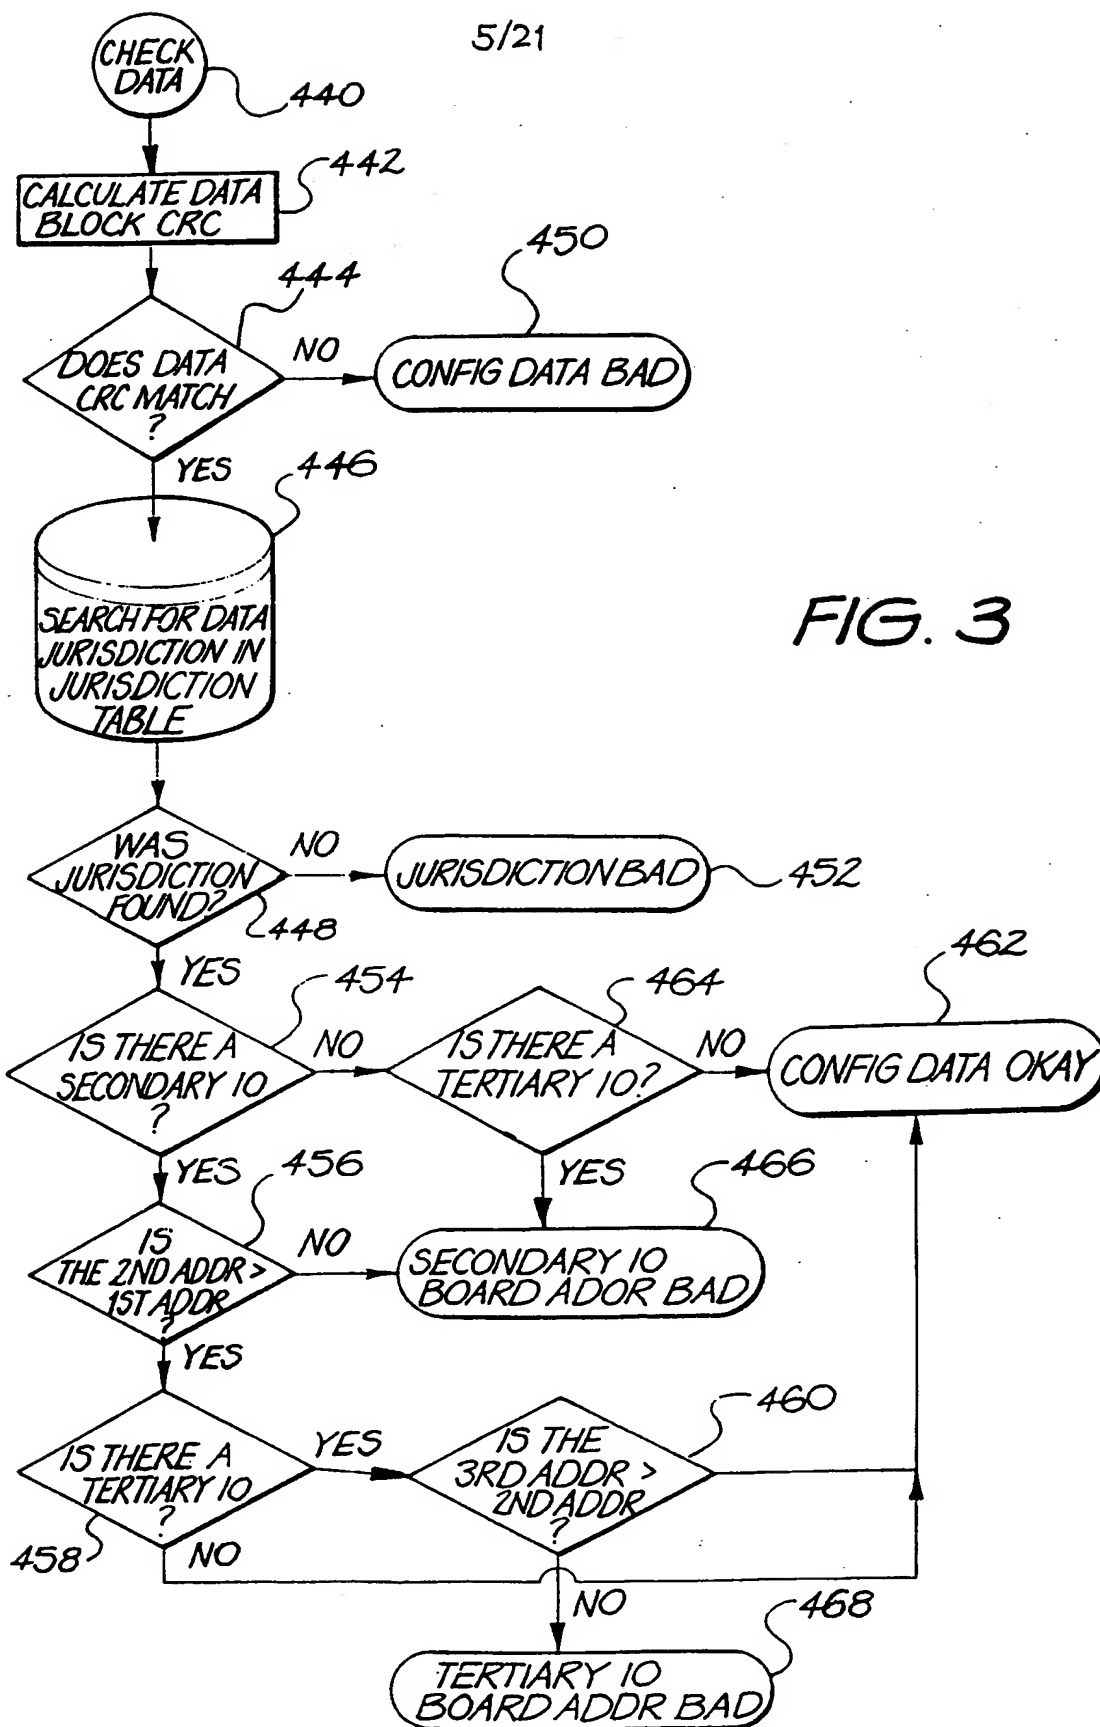 5/21
CHECK
DATA
440
442
CALCULATE DATA
BLOCK CRC
450
444
DOES DATA
CRC MATCH
?
NO
CONFIG DATA BAD
YES
446
SEARCH FOR DATA
JURISDICTION IN
JURISDICTION
TABLE
FIG. 3
WAS
JURISDICTION
FOUND?
NO
JURISDICTION BAD
452
448
YES
454
464
462
IS THERE A
SECONDARY IO
?
NO
IS THERE A
TERTIARY IO?
NO
CONFIG DATA OKAY
YES
456
YES
466
IS
THE 2ND ADDR >
1ST ADDR
?
NO
SECONDARY IO
BOARD ADOR BAD
YES
460
IS THERE A
TERTIARY IO
?
YES
IS THE
3RD ADDR >
2ND ADDR
?
458
NO
NO
468
TERTIARY IO
BOARD ADDR BAD